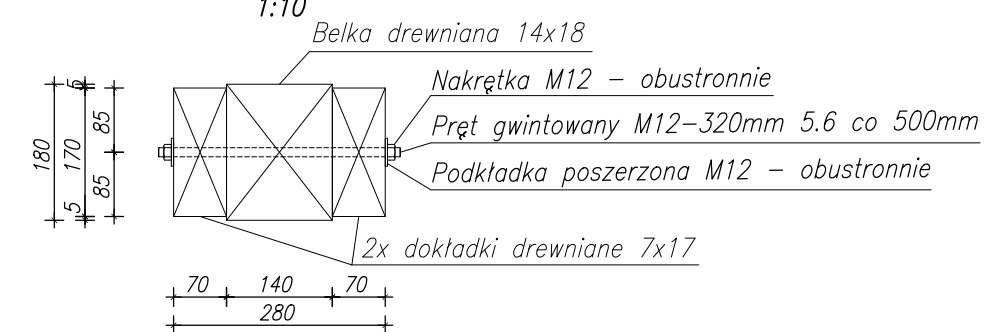 1:10
Belka drewniana 14x18
Nakrętka M12 - obustronnie
Pręt gwintowany M12-320mm 5.6 co 500mm
Podkładka poszerzona M12 - obustronnie
2x dokładki drewniane 7x17
180
5
170
5
85
85
70
140
70
280